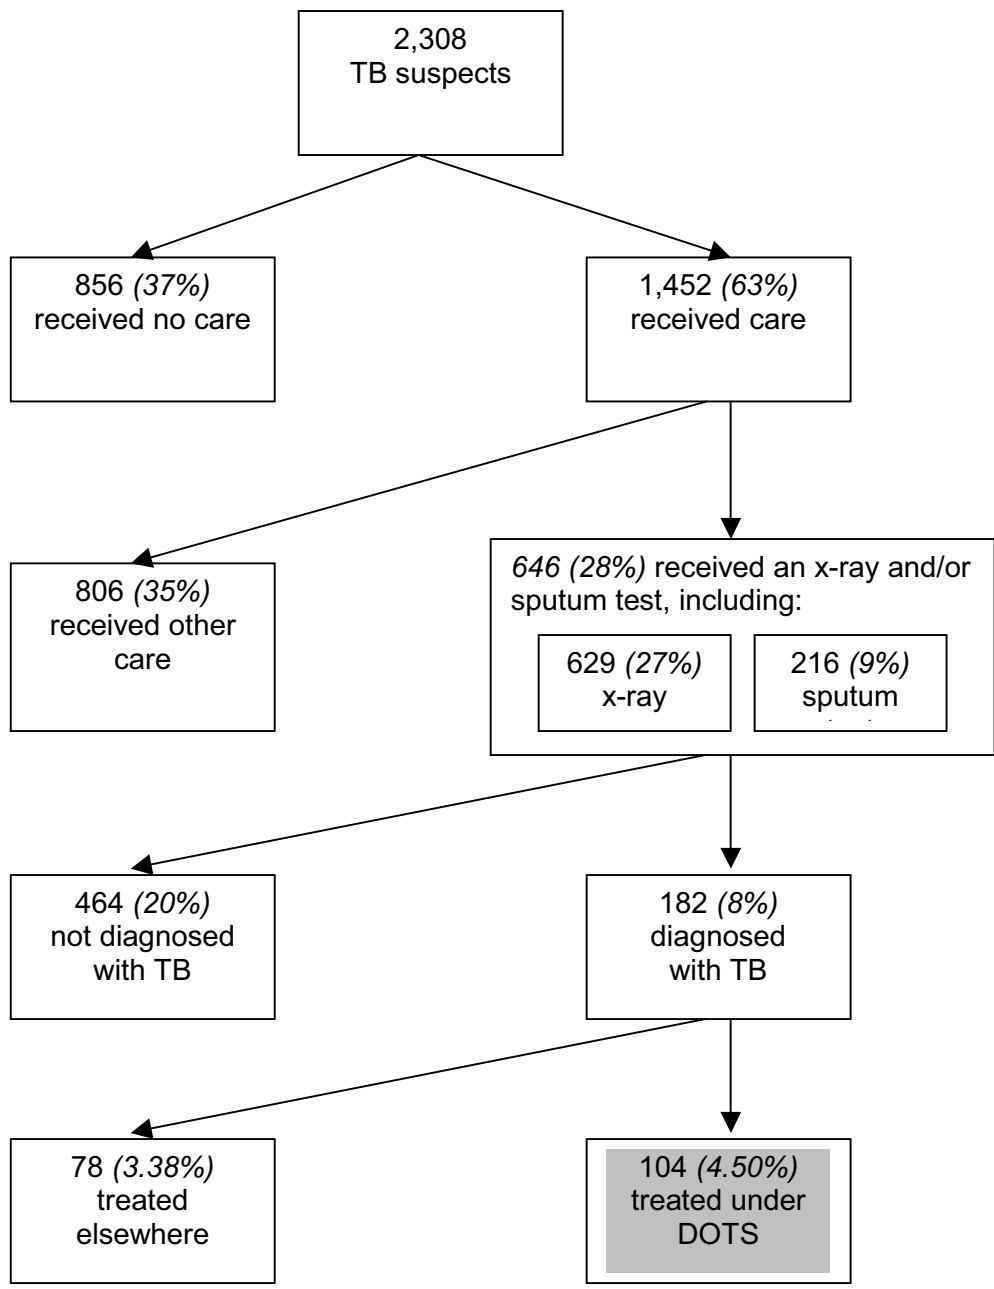 2,308
TB suspects
856 (37%)
received no care
1,452 (63%)
received care
806 (35%)
received other
care
646 (28%) received an x-ray and/or
sputum test, including:
629 (27%)
x-ray
216 (9%)
sputum
464 (20%)
not diagnosed
with TB
182 (8%)
diagnosed
with TB
78 (3.38%)
treated
elsewhere
104 (4.50%)
treated under
DOTS